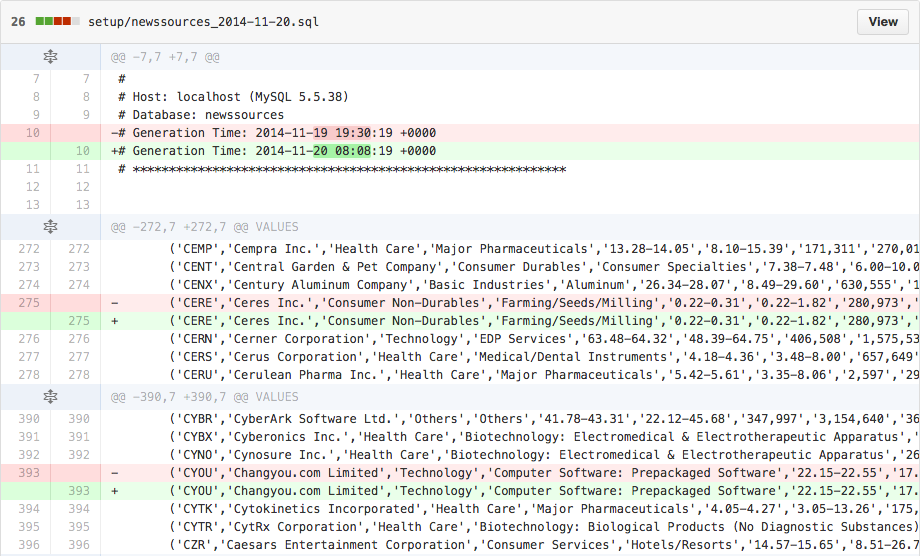 26 setup/newssources_2014-11-20.sql View
@@ -7,7 +7,7 @@
7 7 #
8 8 # Host: localhost (MySQL 5.5.38)
9 9 # Database: newssources
10 -# Generation Time: 2014-11-19 19:30:19 +0000
10 +# Generation Time: 2014-11-20 08:08:19 +0000
11 11 # ************************************************************
12 12
13 13
@@ -272,7 +272,7 @@ VALUES
272 272 ('CEMP','Cempra Inc.','Health Care','Major Pharmaceuticals','13.28-14.05','8.10-15.39','171,311','270,01
273 273 ('CENT','Central Garden & Pet Company','Consumer Durables','Consumer Specialties','7.38-7.48','6.00-10.0
274 274 ('CENX','Century Aluminum Company','Basic Industries','Aluminum','26.34-28.07','8.49-29.60','630,555','1
275 - ('CERE','Ceres Inc.','Consumer Non-Durables','Farming/Seeds/Milling','0.22-0.31','0.22-1.82','280,973','
275 + ('CERE','Ceres Inc.','Consumer Non-Durables','Farming/Seeds/Milling','0.22-0.31','0.22-1.82','280,973','
276 276 ('CERN','Cerner Corporation','Technology','EDP Services','63.48-64.32','48.39-64.75','406,508','1,575,53
277 277 ('CERS','Cerus Corporation','Health Care','Medical/Dental Instruments','4.18-4.36','3.48-8.00','657,649'
278 278 ('CERU','Cerulean Pharma Inc.','Health Care','Major Pharmaceuticals','5.42-5.61','3.35-8.06','2,597','29
@@ -390,7 +390,7 @@ VALUES
390 390 ('CYBR','CyberArk Software Ltd.','Others','Others','41.78-43.31','22.12-45.68','347,997','3,154,640','36
391 391 ('CYBX','Cyberonics Inc.','Health Care','Biotechnology: Electromedical & Electrotherapeutic Apparatus','
392 392 ('CYNO','Cynosure Inc.','Health Care','Biotechnology: Electromedical & Electrotherapeutic Apparatus','26
393 - ('CYOU','Changyou.com Limited','Technology','Computer Software: Prepackaged Software','22.15-22.55','17.
393 + ('CYOU','Changyou.com Limited','Technology','Computer Software: Prepackaged Software','22.15-22.55','17.
394 394 ('CYTK','Cytokinetics Incorporated','Health Care','Major Pharmaceuticals','4.05-4.27','3.05-13.26','175,
395 395 ('CYTR','CytRx Corporation','Health Care','Biotechnology: Biological Products (No Diagnostic Substances)
396 396 ('CZR','Caesars Entertainment Corporation','Consumer Services','Hotels/Resorts','14.57-15.65','8.51-26.7